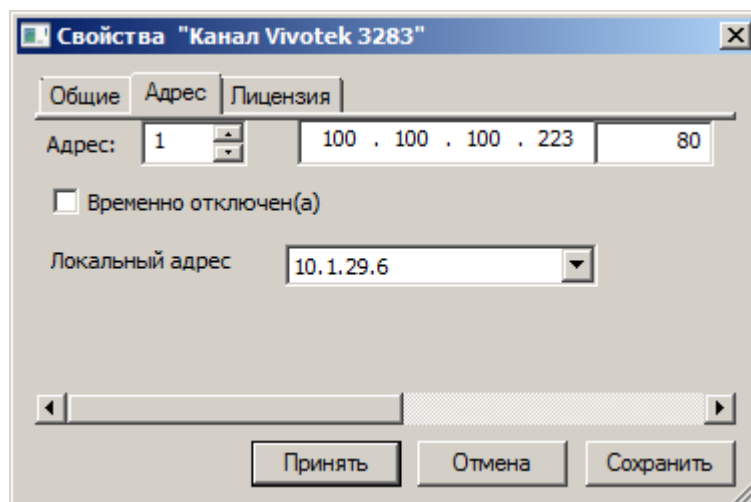 Свойства "Канал Vivotek 3283"
Общие Адрес Лицензия
Адрес: 1 100 . 100 . 100 . 223 80
Временно отключен(а)
Локальный адрес 10.1.29.6
Принять Отмена Сохранить